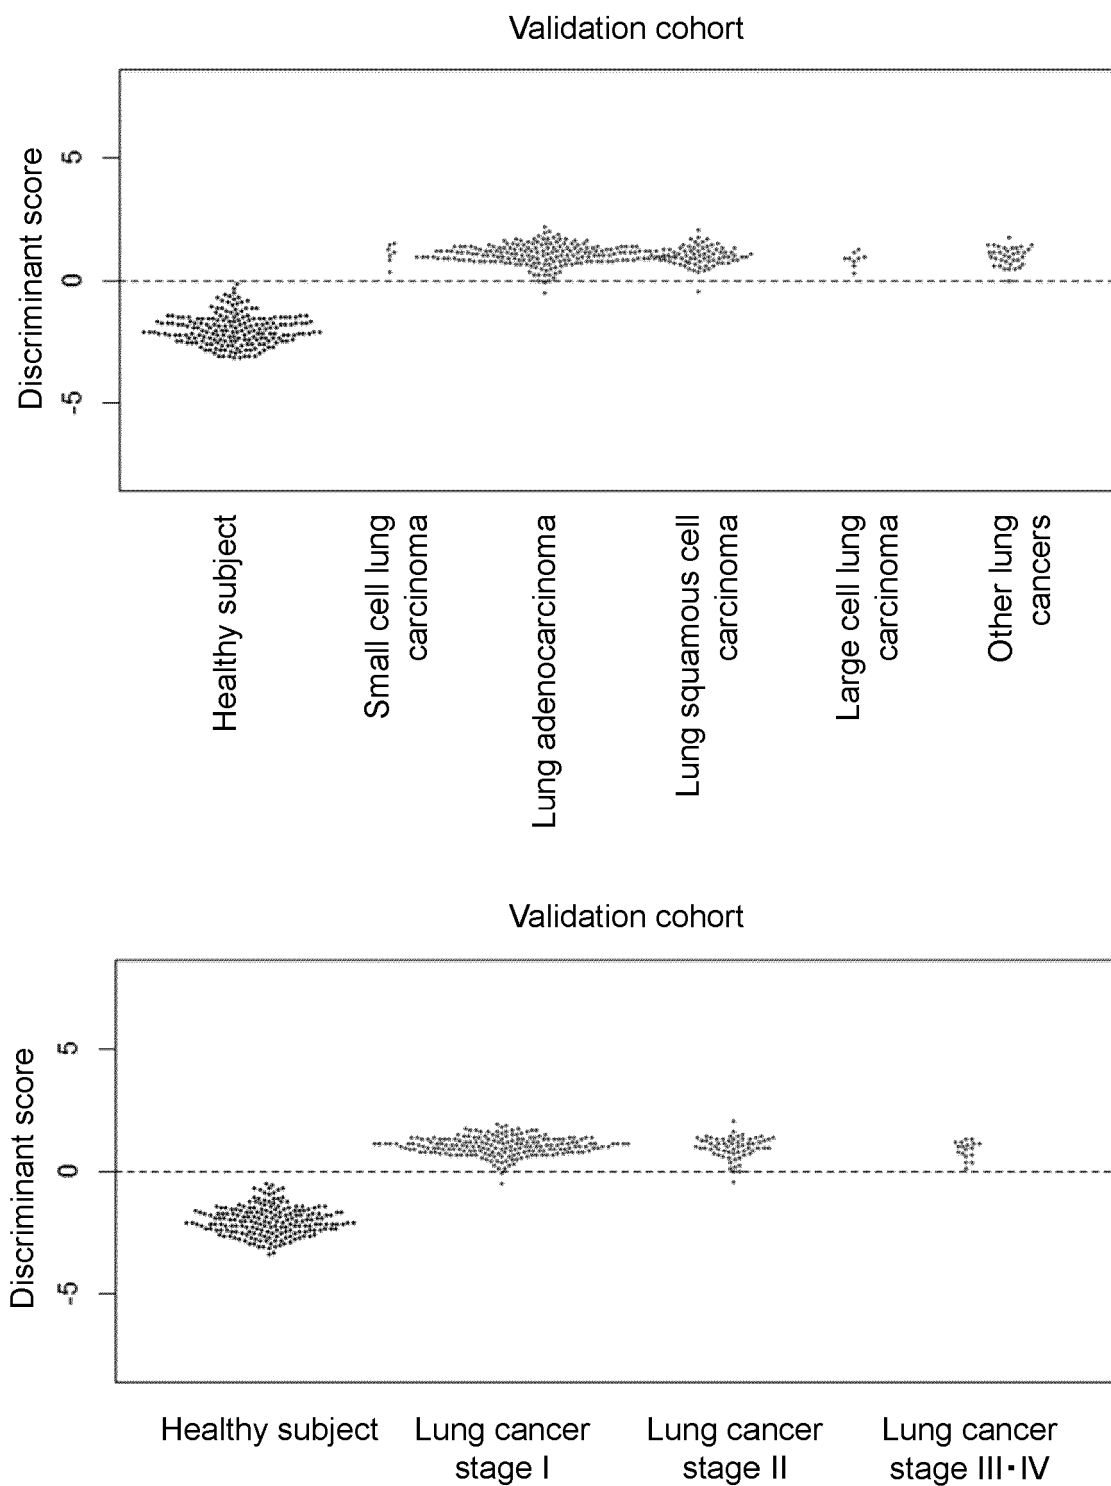 Validation cohort
Discriminant score
5
0
-5
Healthy subject
Small cell lung
carcinoma
Lung adenocarcinoma
Lung squamous cell
carcinoma
Large cell lung
carcinoma
Other lung
cancers
Validation cohort
Discriminant score
5
0
-5
Healthy subject
Lung cancer
stage I
Lung cancer
stage II
Lung cancer
stage III・IV